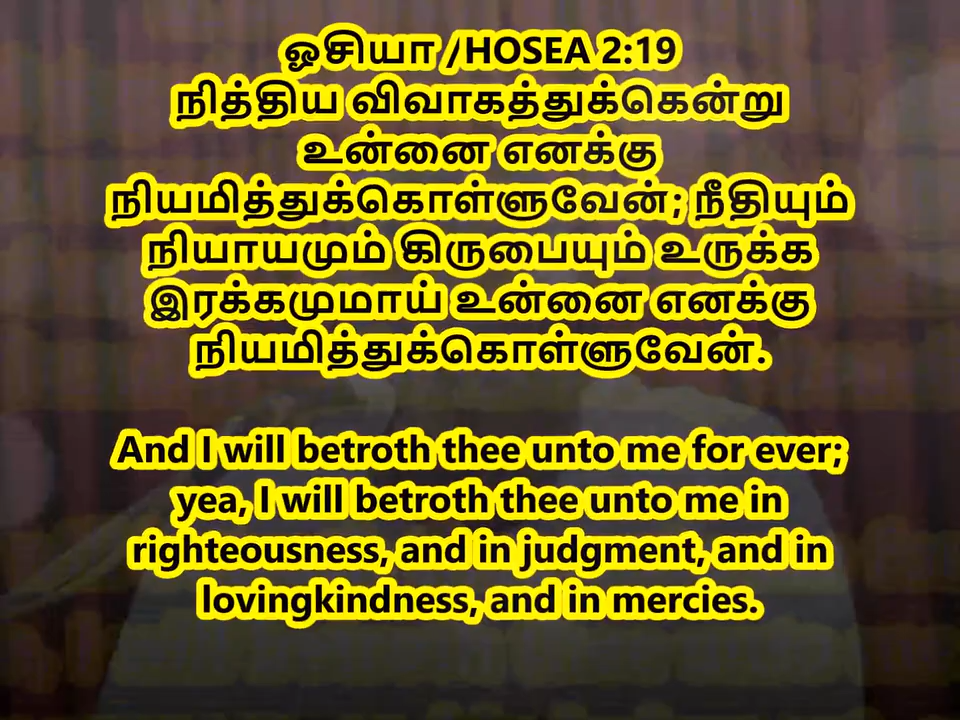 ஓசியா /HOSEA 2:19
நித்திய விவாகத்துக்கென்று
உன்னை எனக்கு
நியமித்துக்கொள்ளுவேன்; நீதியும்
நியாயமும் கிருபையும் உருக்க
இரக்கமுமாய் உன்னை எனக்கு
நியமித்துக்கொள்ளுவேன்.
And I will betroth thee unto me for ever;
yea, I will betroth thee unto me in
righteousness, and in judgment, and in
lovingkindness, and in mercies.